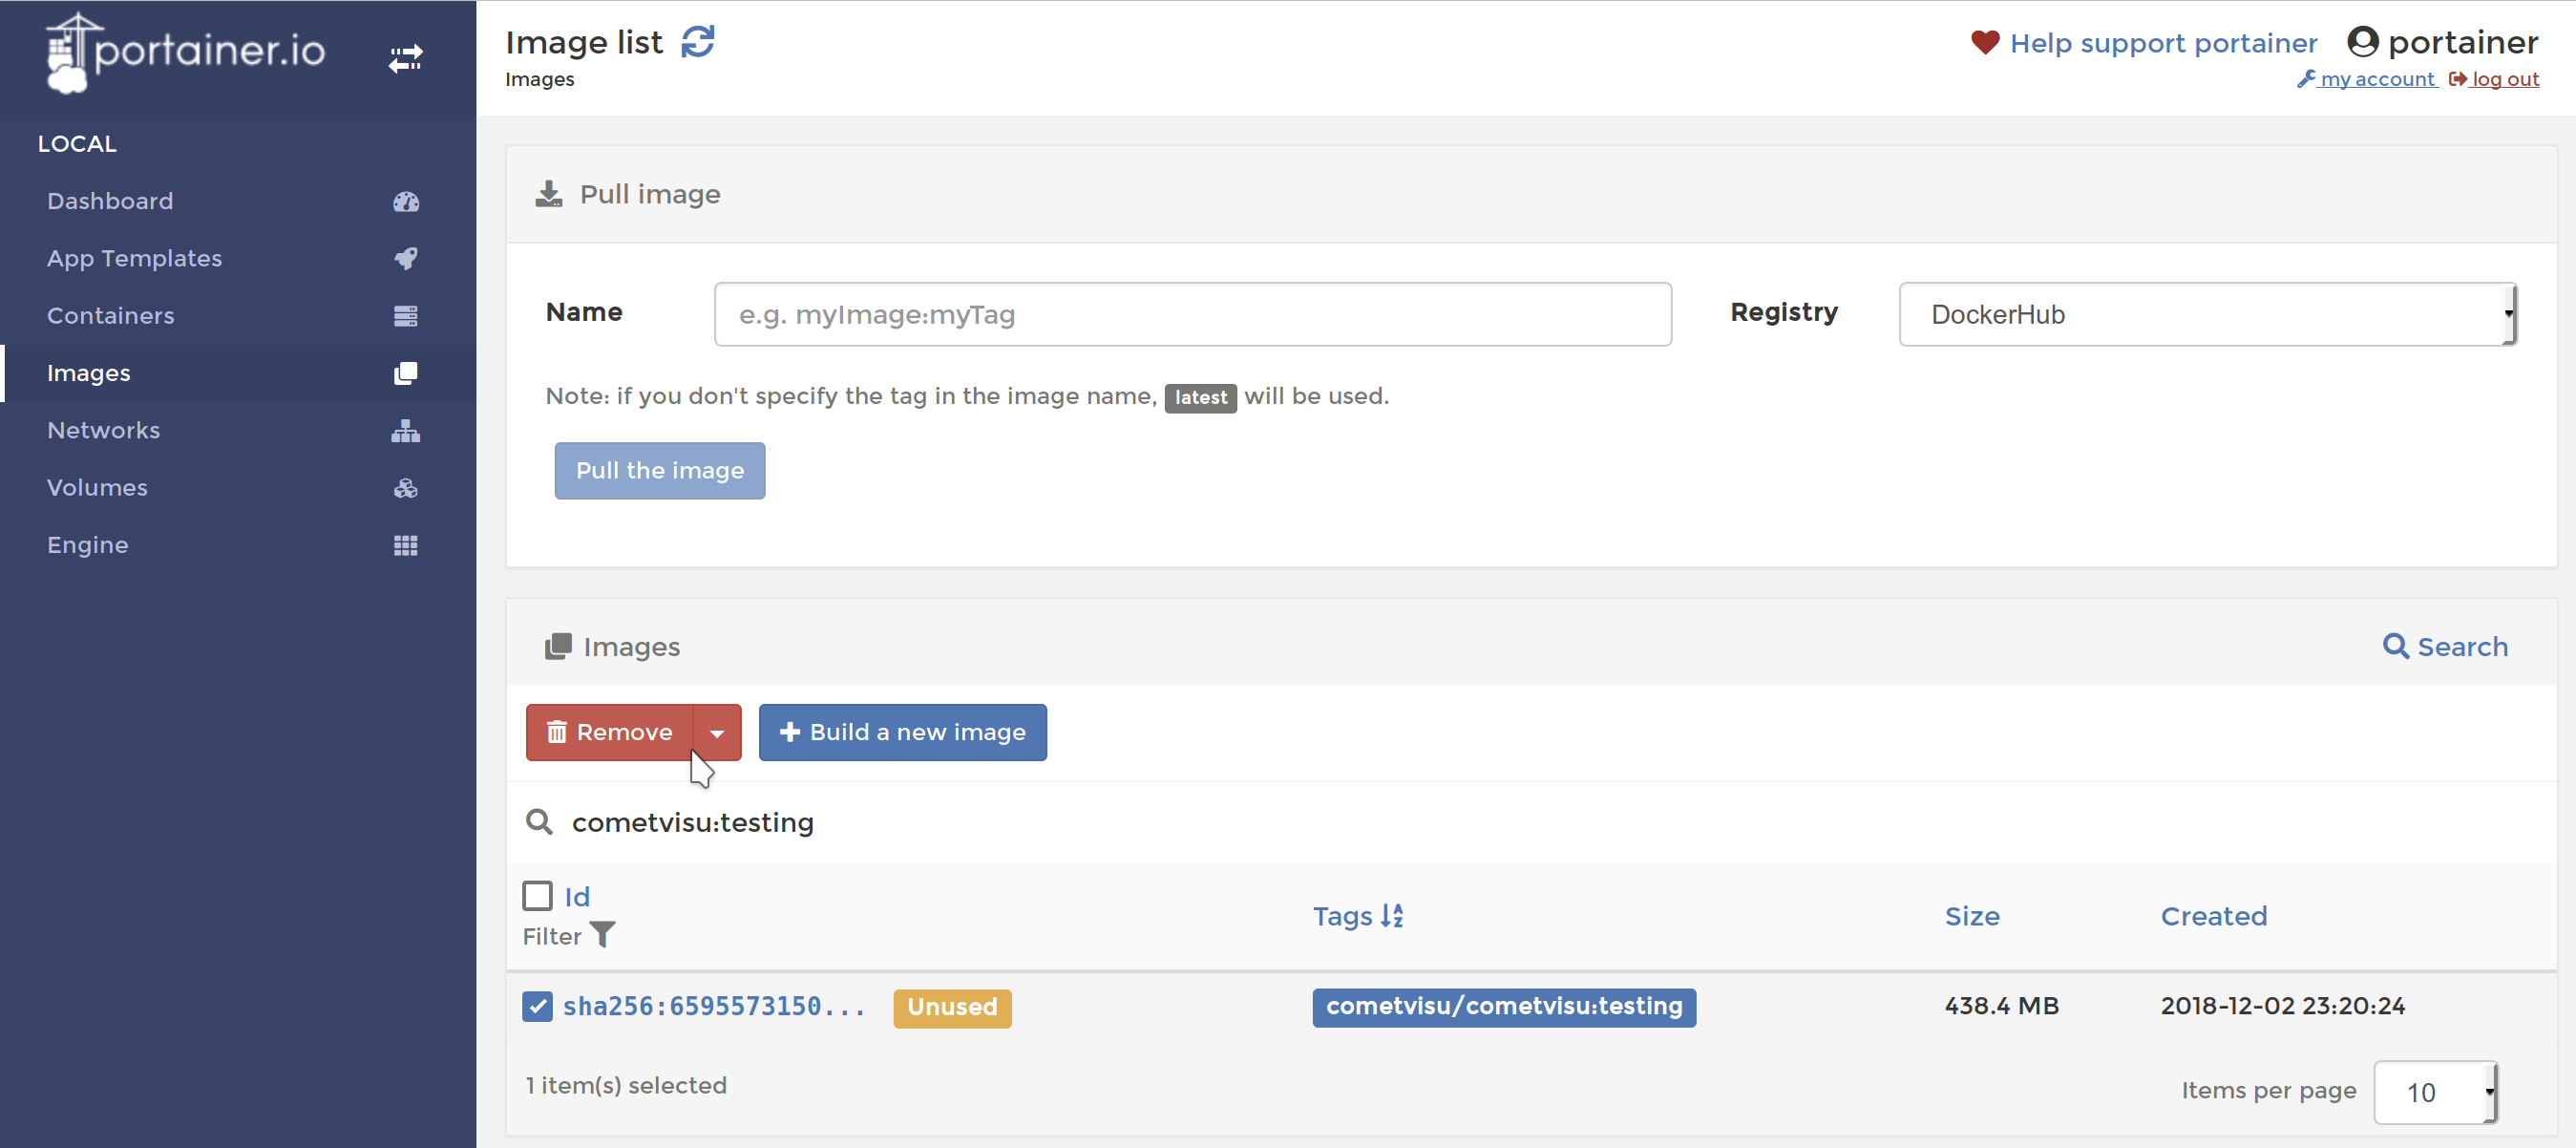 portainer.io
Image list
Images
Help support portainer
portainer
my account
log out
LOCAL
Dashboard
App Templates
Containers
Images
Networks
Volumes
Engine
Pull image
Name
e.g. myImage:myTag
Registry
DockerHub
Note: if you don't specify the tag in the image name, latest will be used.
Pull the image
Images
Search
Remove
Build a new image
cometvisu:testing
Id
Filter
Tags
Size
Created
sha256:6595573150...
Unused
cometvisu/cometvisu:testing
438.4 MB
2018-12-02 23:20:24
1 item(s) selected
Items per page
10